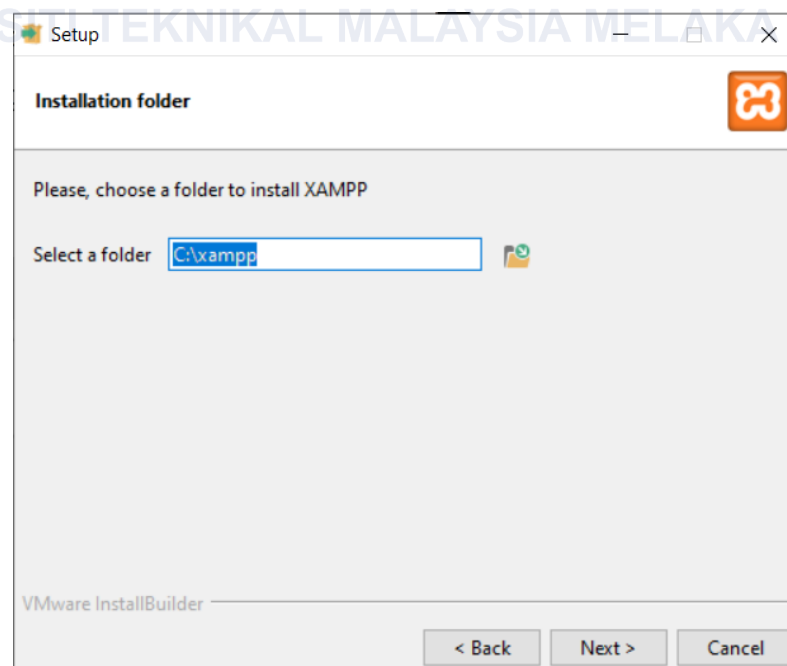 SITI TEKNIKAL MALAYSIA MELAKA
Setup
Installation folder
Please, choose a folder to install XAMPP
Select a folder C:\xampp
VMware InstallBuilder
< Back Next > Cancel